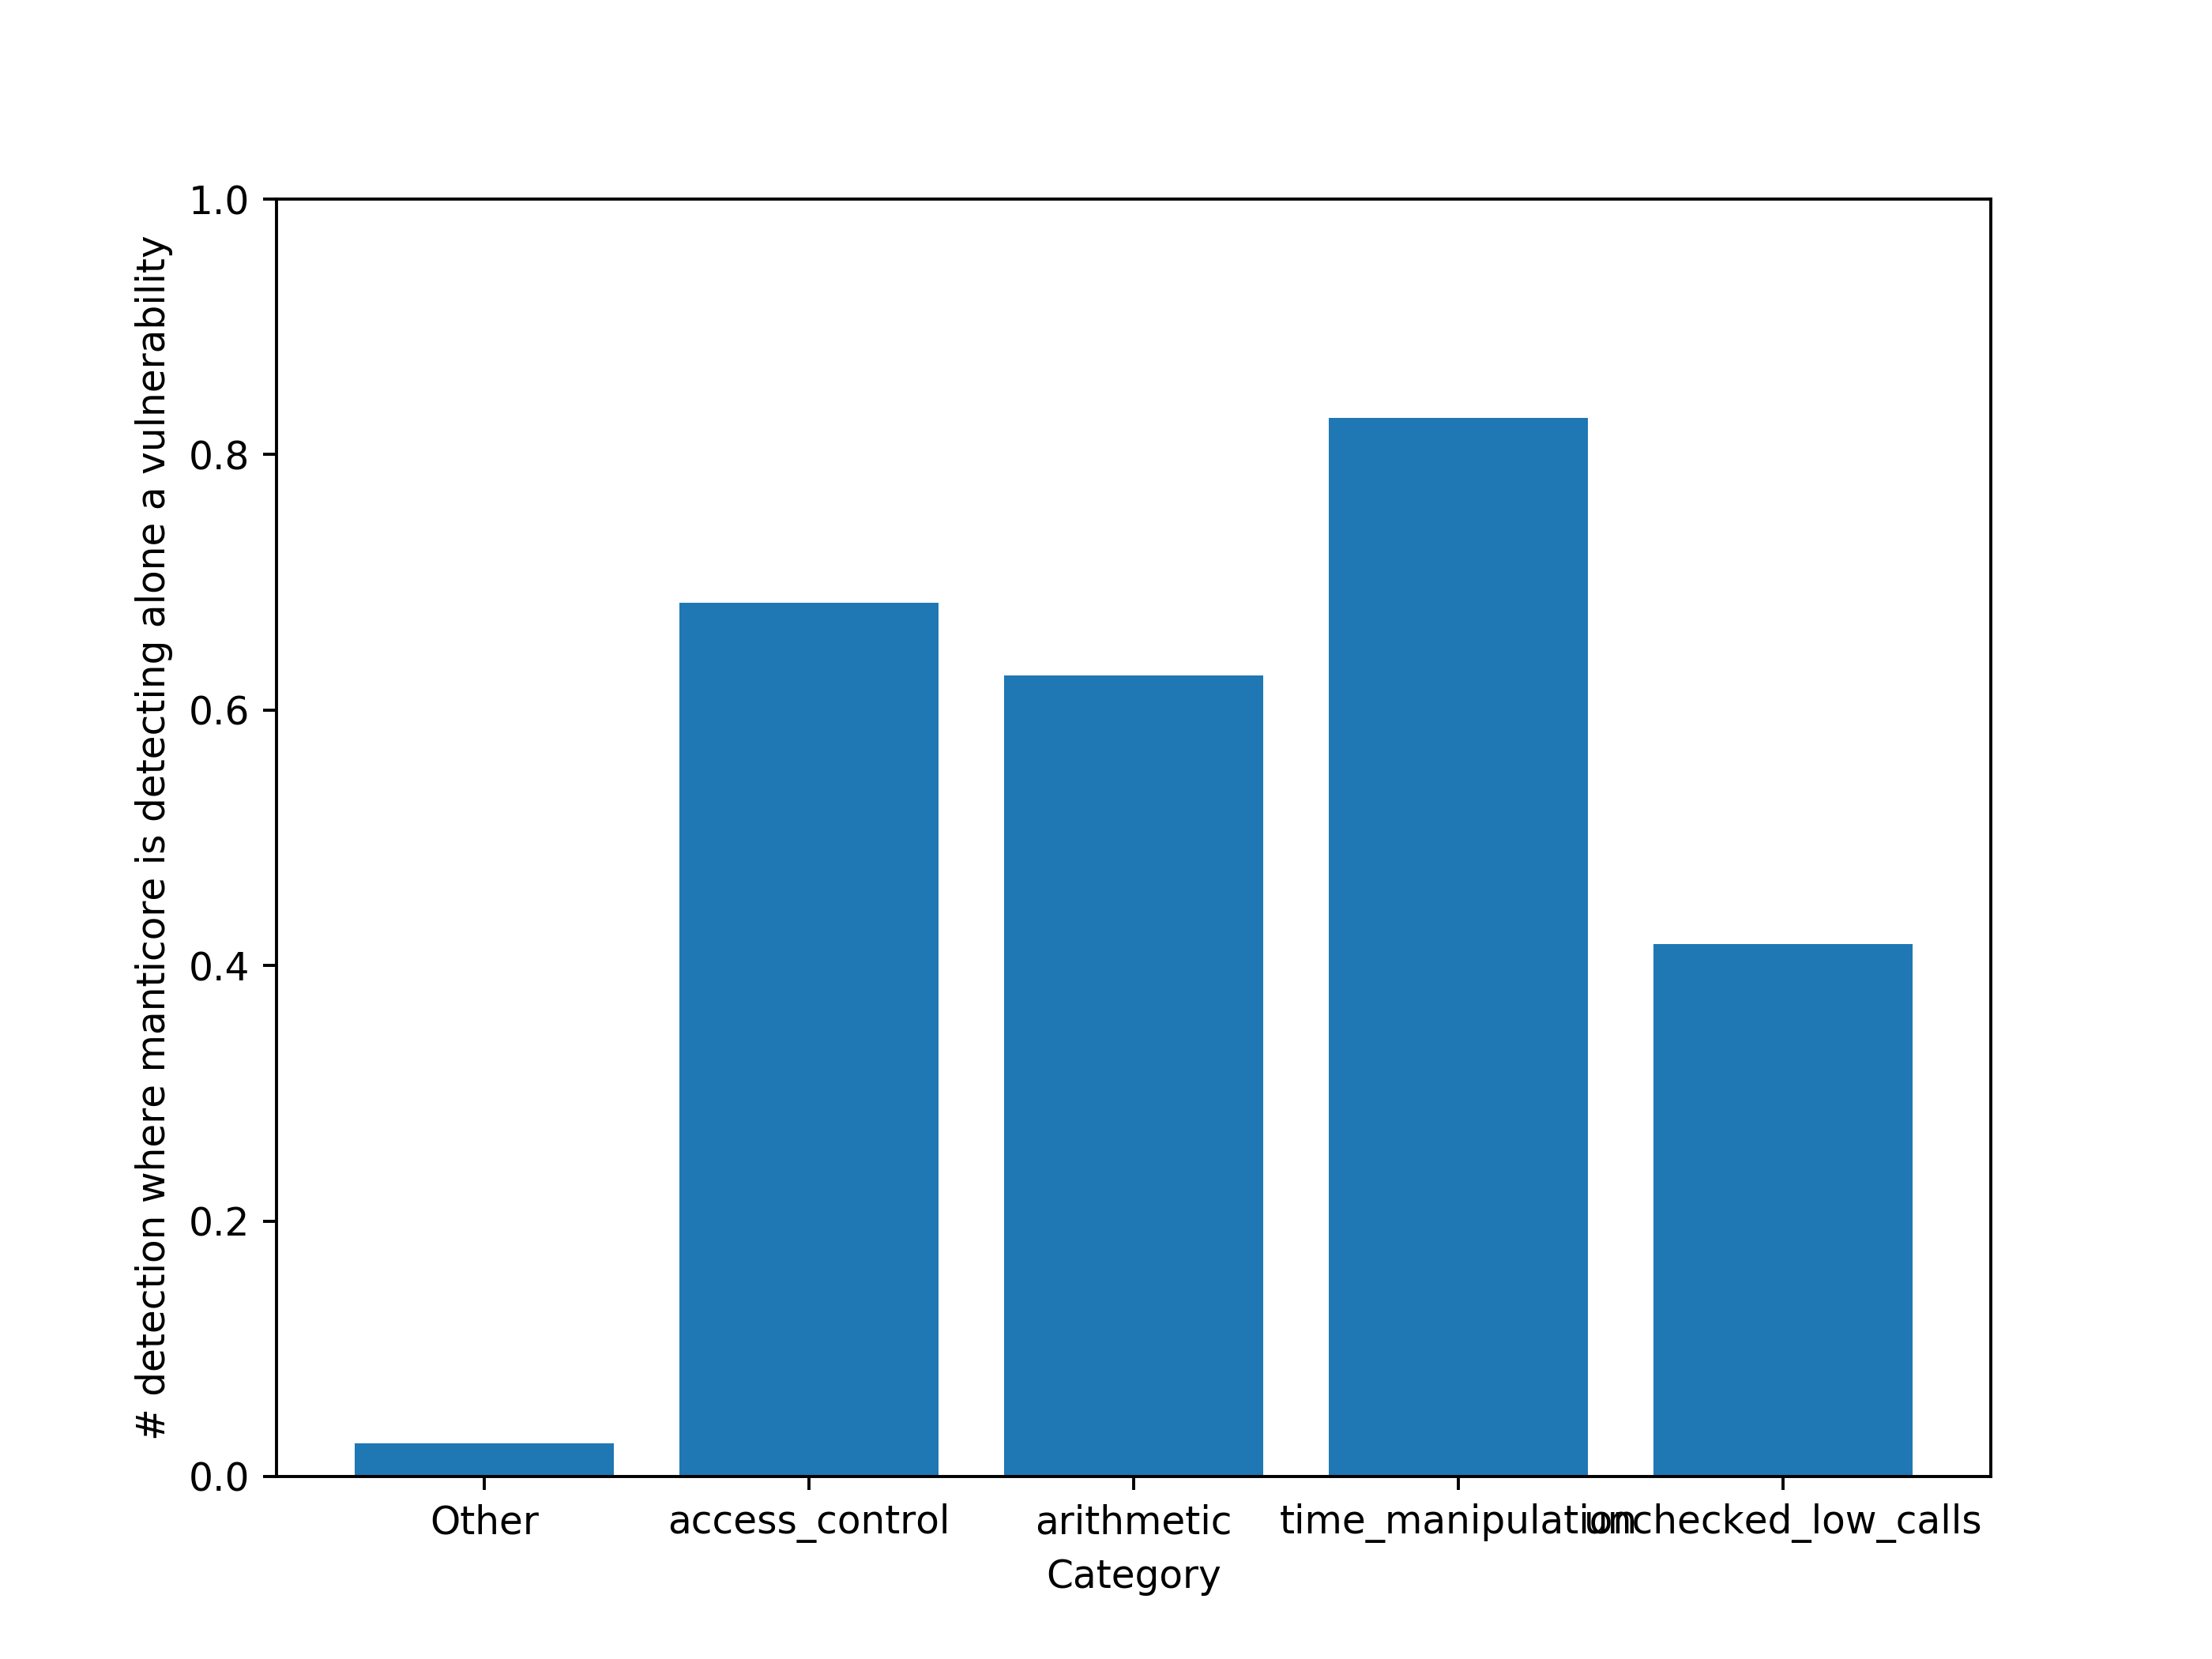 # detection where manticore is detecting alone a vulnerability
1.0
0.8
0.6
0.4
0.2
0.0
Other
access_control
arithmetic
time_manipulation
unchecked_low_calls
Category